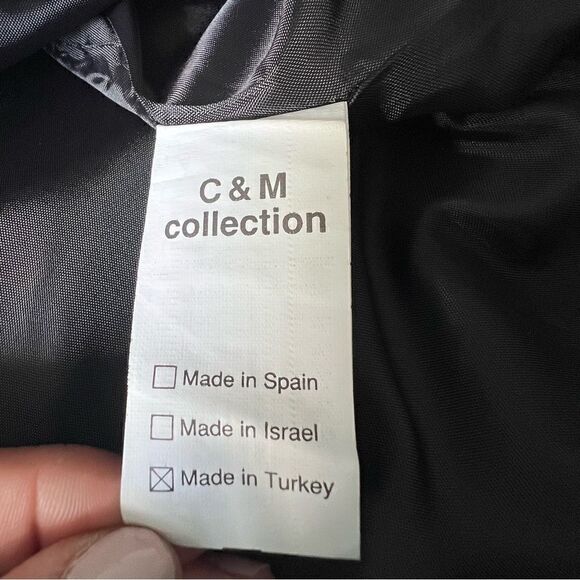 C & M
collection
☐ Made in Spain
☐ Made in Israel
☒ Made in Turkey